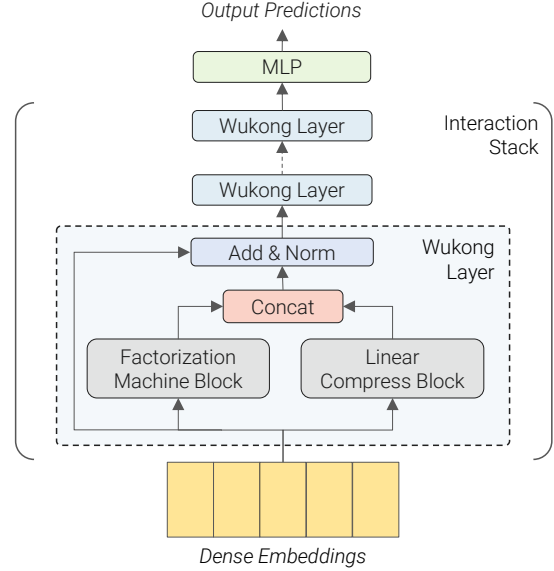 Output Predictions
MLP
Wukong Layer
Interaction
Stack
Wukong Layer
Add & Norm
Wukong
Layer
Concat
Factorization
Machine Block
Linear
Compress Block
Dense Embeddings